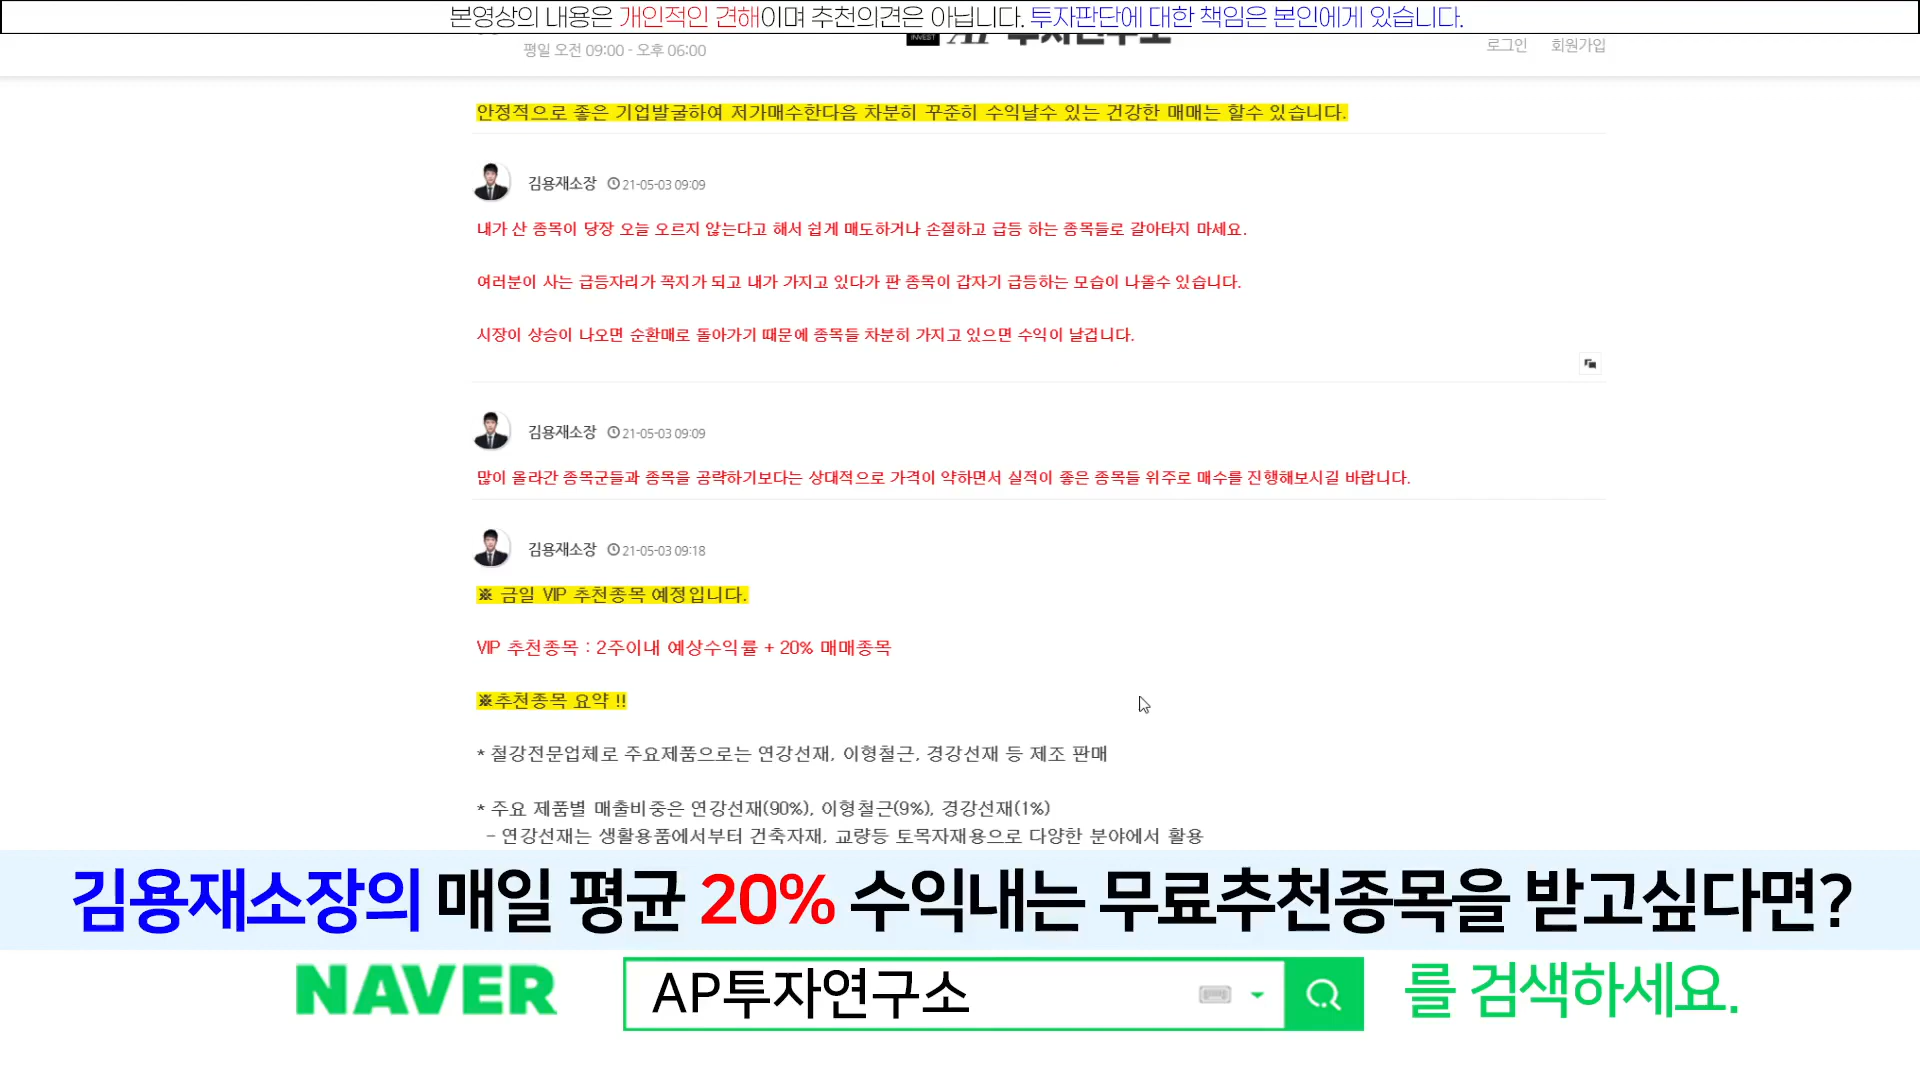 본영상의 내용은 개인적인 견해이며 추천의견은 아닙니다. 투자판단에 대한 책임은 본인에게 있습니다.
평일 오전 09:00 - 오후 06:00
INVEST AP 투자연구소
로그인 회원가입
안정적으로 좋은 기업발굴하여 저가매수한다음 차분히 꾸준히 수익날수 있는 건강한 매매는 할수 있습니다.
김용재소장 21-05-03 09:09
내가 산 종목이 당장 오늘 오르지 않는다고 해서 쉽게 매도하거나 손절하고 급등 하는 종목들로 갈아타지 마세요.
여러분이 사는 급등자리가 꼭지가 되고 내가 가지고 있다가 판 종목이 갑자기 급등하는 모습이 나올수 있습니다.
시장이 상승이 나오면 순환매로 돌아가기 때문에 종목들 차분히 가지고 있으면 수익이 날겁니다.
김용재소장 21-05-03 09:09
많이 올라간 종목군들과 종목을 공략하기보다는 상대적으로 가격이 약하면서 실적이 좋은 종목들 위주로 매수를 진행해보시길 바랍니다.
김용재소장 21-05-03 09:18
※ 금일 VIP 추천종목 예정입니다.
VIP 추천종목 : 2주이내 예상수익률 + 20% 매매종목
※추천종목 요약 !!
* 철강전문업체로 주요제품으로는 연강선재, 이형철근, 경강선재 등 제조 판매
* 주요 제품별 매출비중은 연강선재(90%), 이형철근(9%), 경강선재(1%)
- 연강선재는 생활용품에서부터 건축자재, 교량등 토목자재용으로 다양한 분야에서 활용
김용재소장의 매일 평균 20% 수익내는 무료추천종목을 받고싶다면?
NAVER AP투자연구소 를 검색하세요.